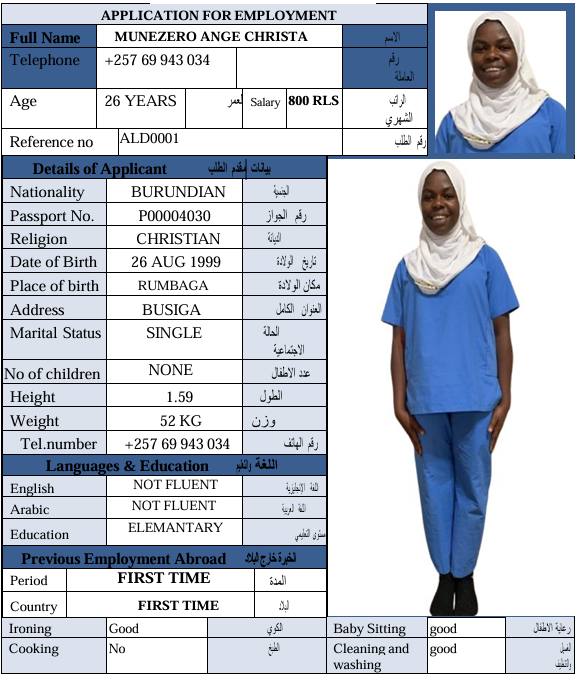 APPLICATION FOR EMPLOYMENT
Full Name MUNEZERO ANGE CHRISTA الاسم
Telephone +257 69 943 034 رقم
العاملة
Age 26 YEARS العمر Salary 800 RLS الراتب
الشهري
Reference no ALD0001 رقم الطلب
Details of Applicant بيانات مقدم الطلب
Nationality BURUNDIAN الجنسية
Passport No. P00004030 رقم الجواز
Religion CHRISTIAN الديانة
Date of Birth 26 AUG 1999 تاريخ الولادة
Place of birth RUMBAGA مكان الولادة
Address BUSIGA العنوان الكامل
Marital Status SINGLE الحالة
الاجتماعية
No of children NONE عدد الاطفال
Height 1.59 الطول
Weight 52 KG وزن
Tel.number +257 69 943 034 رقم الهاتف
Languages & Education اللغة والتعليم
English NOT FLUENT اللغة الانجليزية
Arabic NOT FLUENT اللغة العربية
Education ELEMANTARY مستوى التعليمي
Previous Employment Abroad الخبرة خارج البلاد
Period FIRST TIME المدة
Country FIRST TIME البلد
Ironing Good الكوي Baby Sitting good رعاية الاطفال
Cooking No الطبخ Cleaning and good الغسيل
washing والتنظيف